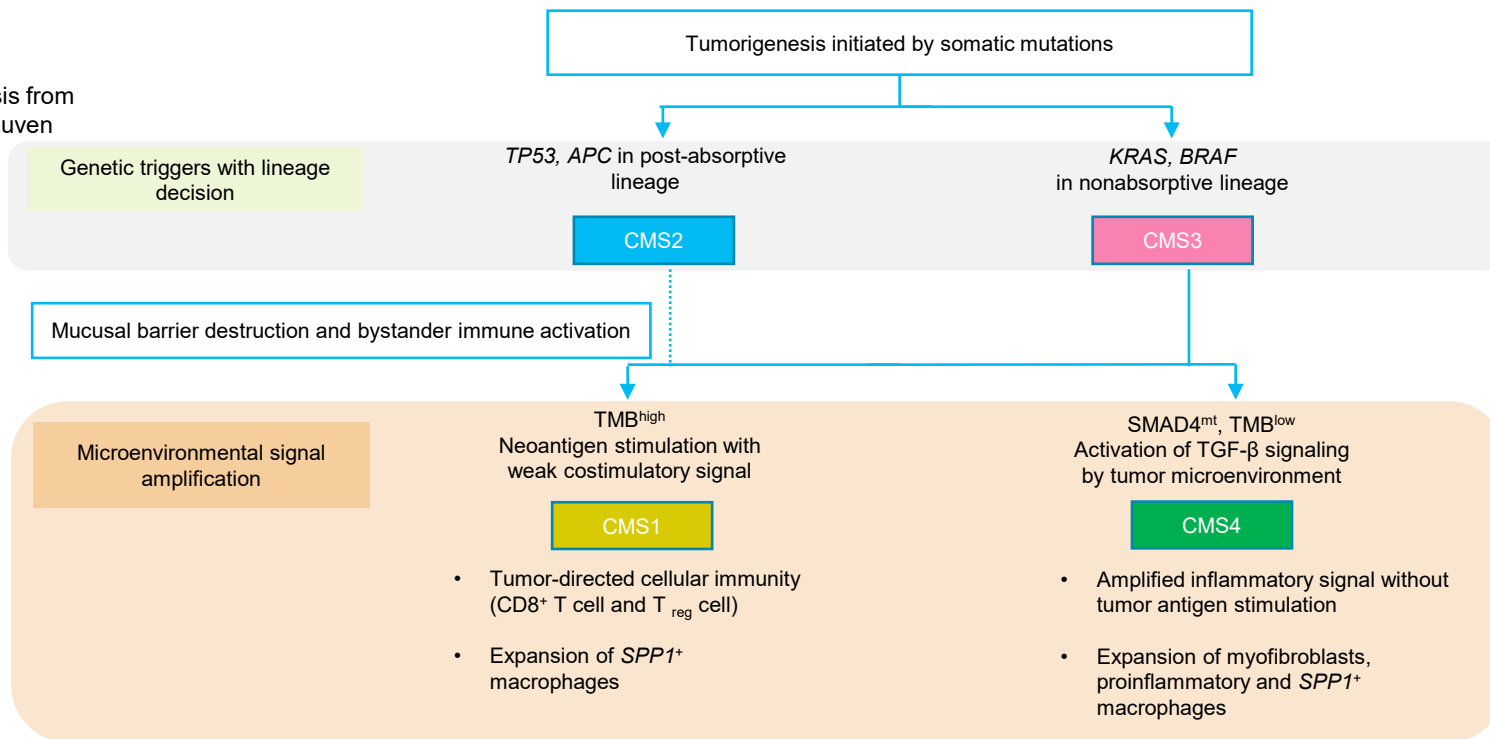 Tumorigenesis initiated by somatic mutations
sis from
uven
Genetic triggers with lineage
decision
TP53, APC in post-absorptive
lineage
CMS2
KRAS, BRAF
in nonabsorptive lineage
CMS3
Mucusal barrier destruction and bystander immune activation
Microenvironmental signal
amplification
TMBhigh
Neoantigen stimulation with
weak costimulatory signal
CMS1
• Tumor-directed cellular immunity
(CD8+ T cell and T reg cell)
• Expansion of SPP1+
macrophages
SMAD4mt, TMBlow
Activation of TGF-β signaling
by tumor microenvironment
CMS4
• Amplified inflammatory signal without
tumor antigen stimulation
• Expansion of myofibroblasts,
proinflammatory and SPP1+
macrophages